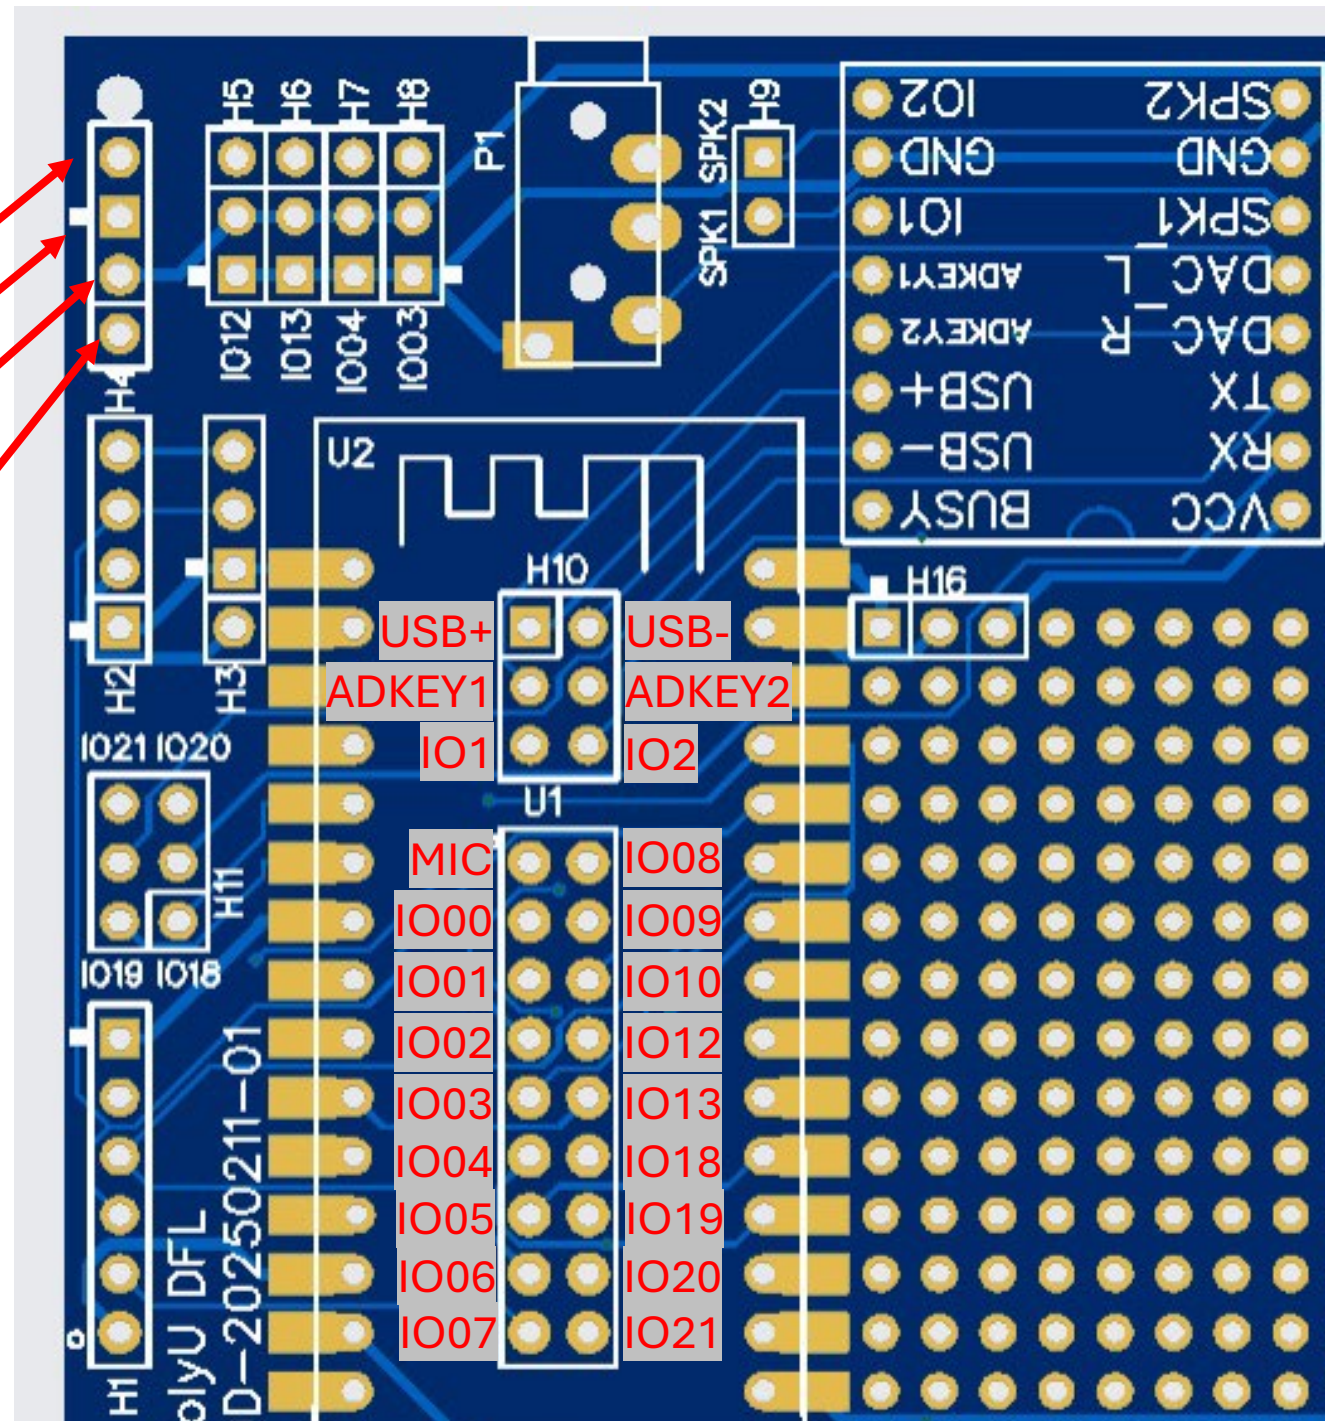 H5 H6 H7 H8
P1
SPK2 H9
SPK1
IO12 IO13 IO04 IO03
IO2 SPK2
GND GND
IO1 SPK1
ADKEY1 DAC_L
ADKEY2 DAC_R
USB+ TX
USB- RX
BUSY VCC
H4
U2
H10
H16
USB+ USB-
ADKEY1 ADKEY2
IO1 IO2
H2 H3
IO21 IO20
H11
IO19 IO18
U1
MIC IO08
IO00 IO09
IO01 IO10
IO02 IO12
IO03 IO13
IO04 IO18
IO05 IO19
IO06 IO20
IO07 IO21
H1
olyU DFL
D-20250211-01